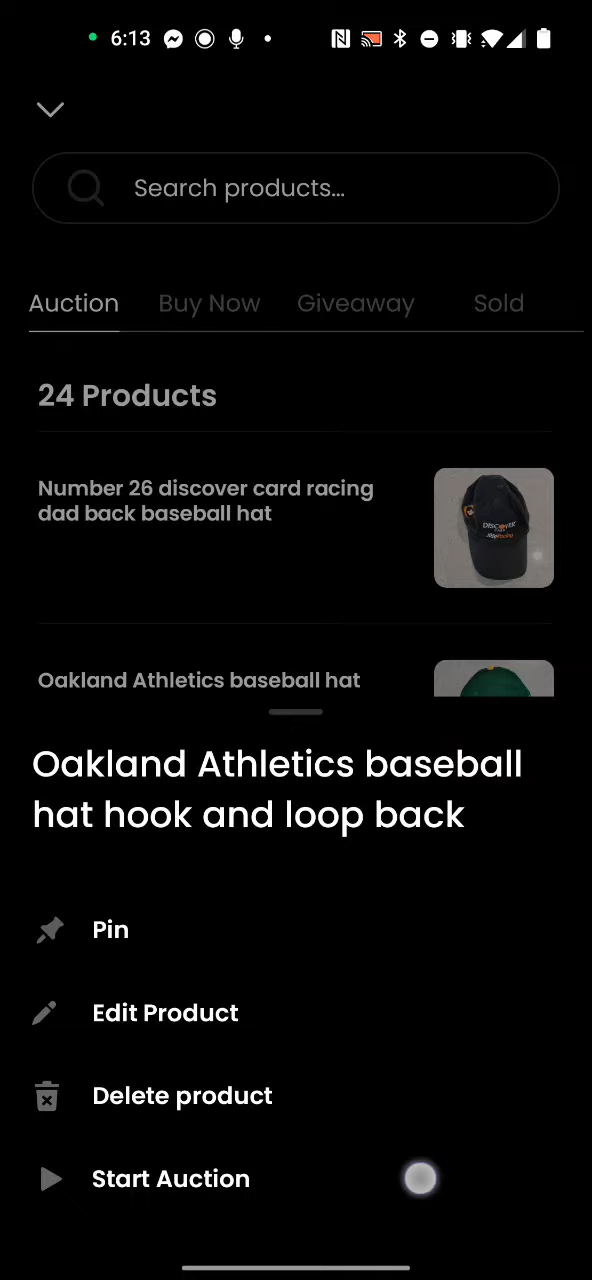 6:13
Search products...
Auction Buy Now Giveaway Sold
24 Products
Number 26 discover card racing
dad back baseball hat
DISCOVER
Oakland Athletics baseball hat
Oakland Athletics baseball
hat hook and loop back
Pin
Edit Product
Delete product
Start Auction